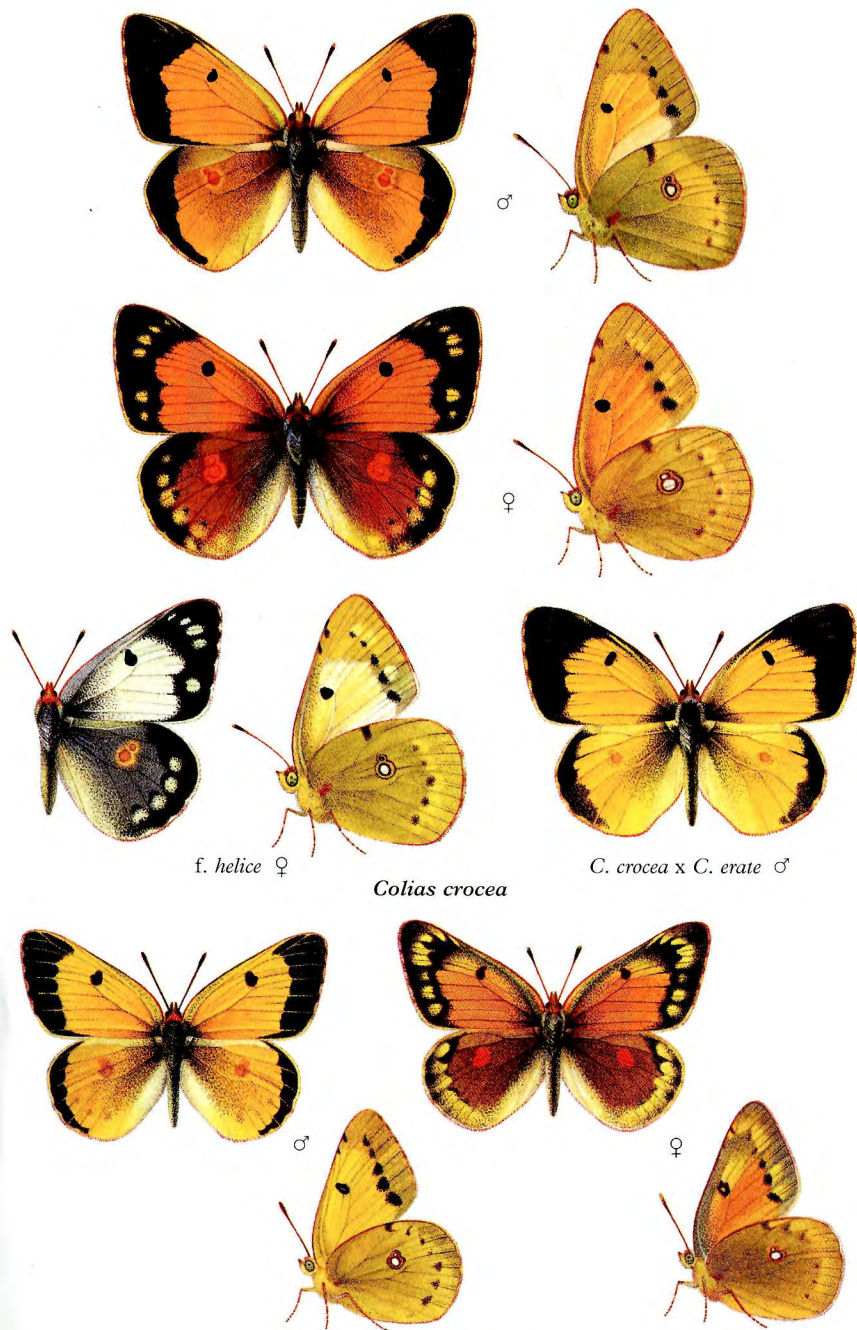 ♂
♀
f. helice ♀
C. crocea x C. erate ♂
Colias crocea
♂
♀